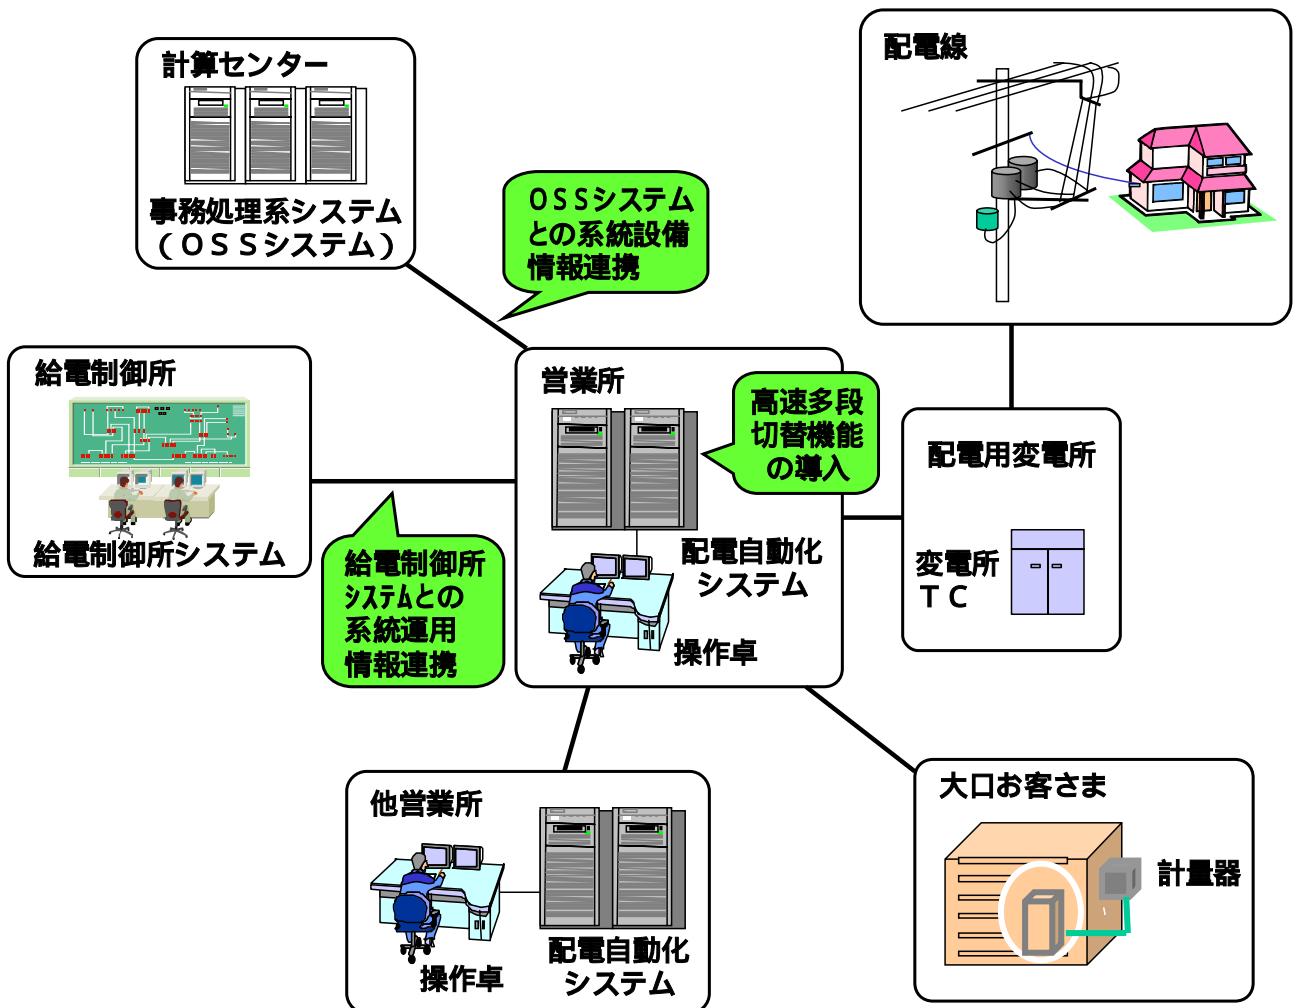 計算センター
事務処理系システム
（ＯＳＳシステム）
ＯＳＳシステム
との系統設備
情報連携
配電線
給電制御所
給電制御所システム
給電制御所
ｼｽﾃﾑとの
系統運用
情報連携
営業所
高速多段
切替機能
の導入
配電自動化
システム
操作卓
配電用変電所
変電所
ＴＣ
他営業所
操作卓
配電自動化
システム
大口お客さま
計量器